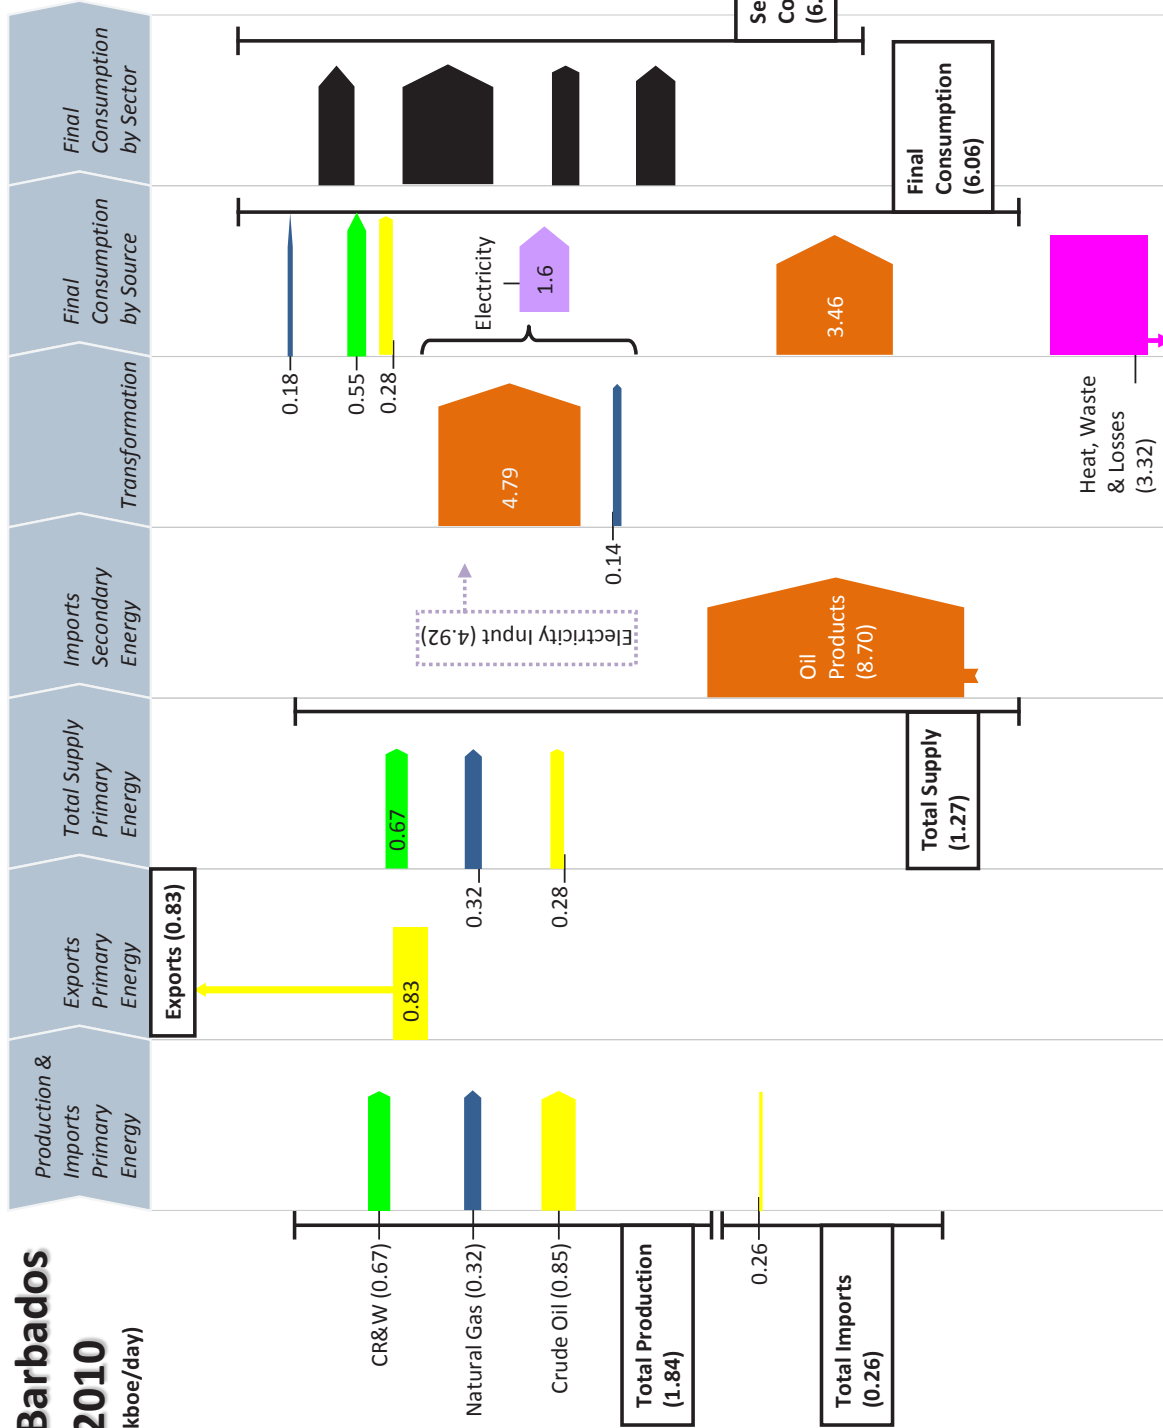 Barbados
2010
kboe/day)
Production &
Imports
Primary
Energy
Exports
Primary
Energy
Total Supply
Primary
Energy
Imports
Secondary
Energy
Transformation
Final
Consumption
by Source
Final
Consumption
by Sector
CR&W (0.67)
Natural Gas (0.32)
Crude Oil (0.85)
Total Production
(1.84)
0.26
Total Imports
(0.26)
Exports (0.83)
0.83
0.67
0.32
0.28
Total Supply
(1.27)
Electricity Input (4.92)
Oil
Products
(8.70)
4.79
0.14
0.18
0.55
0.28
Electricity
1.6
3.46
Heat, Waste
& Losses
(3.32)
Final
Consumption
(6.06)
Se
Co
(6.